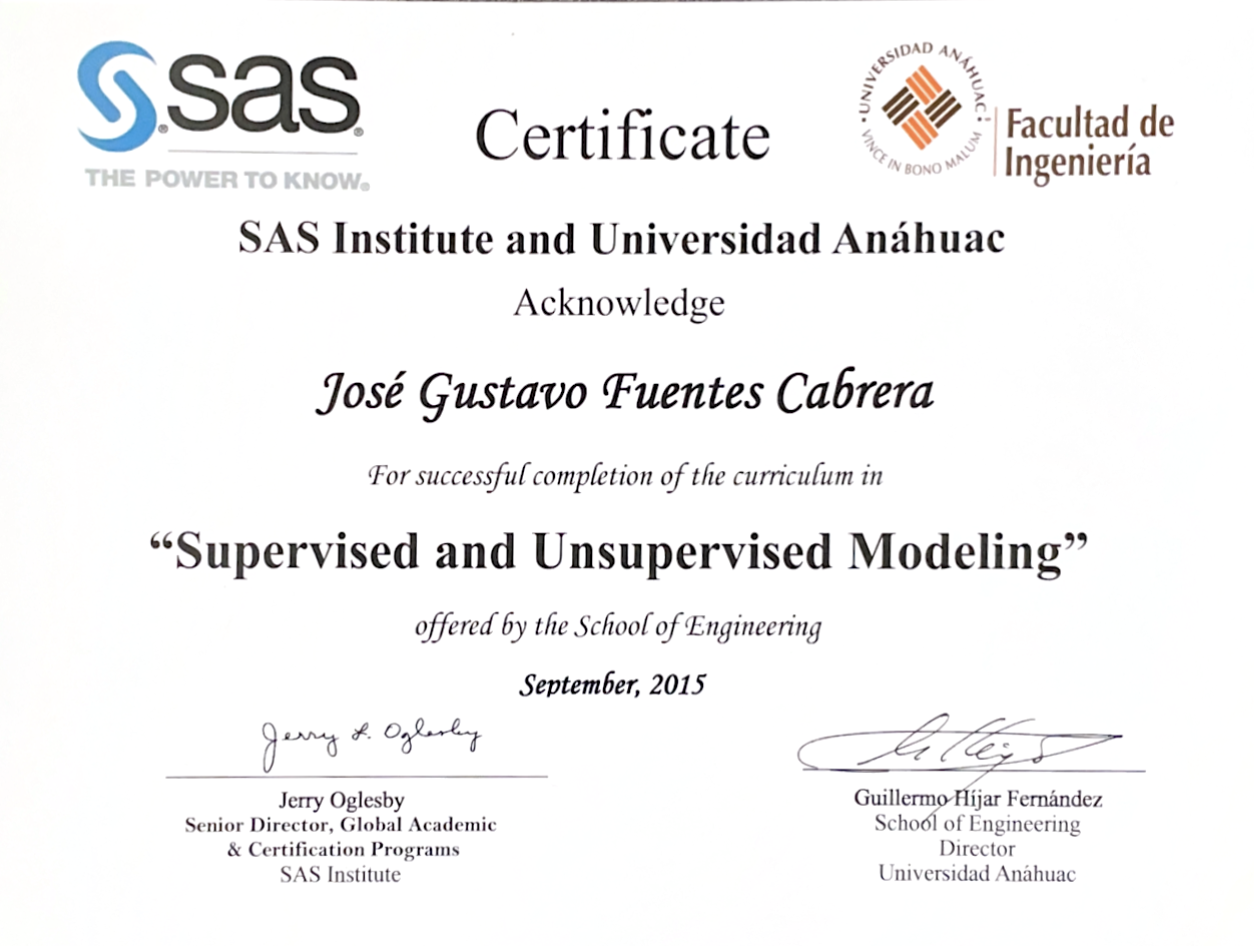 sas
THE POWER TO KNOW®
Certificate
UNIVERSIDAD ANÁHUAC
VINCE IN BONO MALUM
Facultad de
Ingeniería
SAS Institute and Universidad Anáhuac
Acknowledge
José Gustavo Fuentes Cabrera
For successful completion of the curriculum in
“Supervised and Unsupervised Modeling”
offered by the School of Engineering
September, 2015
Jerry L. Oglesby
Jerry Oglesby
Senior Director, Global Academic
& Certification Programs
SAS Institute
Guillermo Híjar Fernández
School of Engineering
Director
Universidad Anáhuac